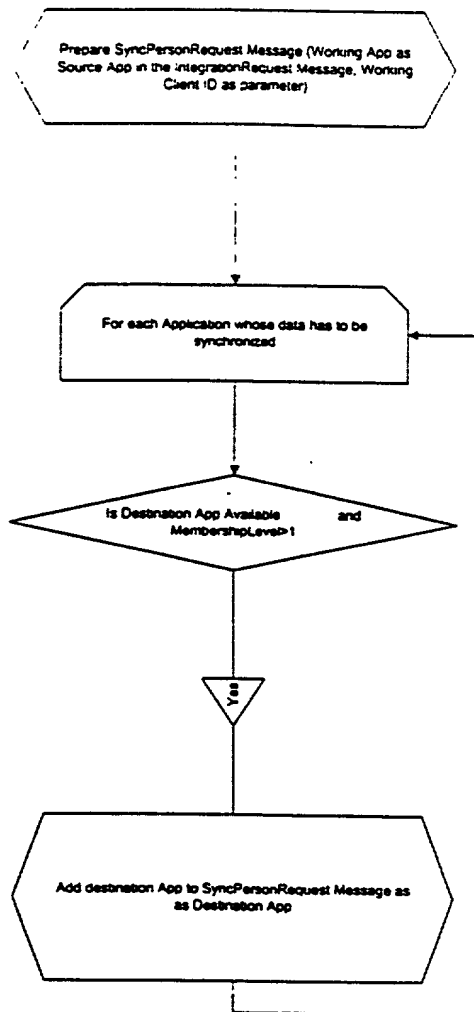 Prepare SyncPersonRequest Message (Working App as
Source App in the IntegrationRequest Message, Working
Client ID as parameter)
For each Application whose data has to be
synchronized
Is Destination App Available and
MembershipLevel>1
Yes
Add destination App to SyncPersonRequest Message as
as Destination App